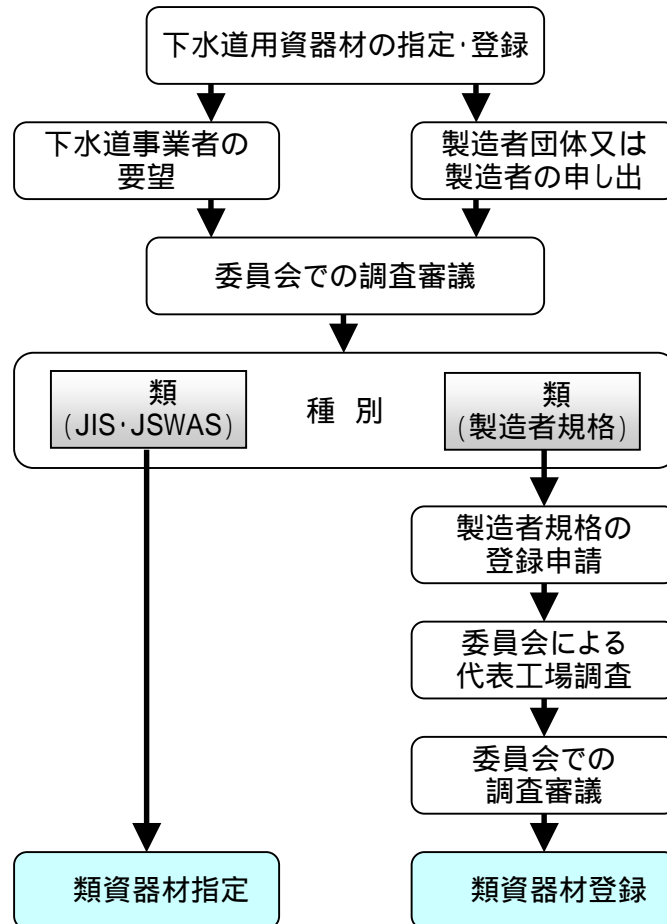 下水道用資器材の指定・登録
下水道事業者の
要望
製造者団体又は
製造者の申し出
委員会での調査審議
類
(JIS・JSWAS)
種 別
類
(製造者規格)
製造者規格の
登録申請
委員会による
代表工場調査
委員会での
調査審議
類資器材指定
類資器材登録